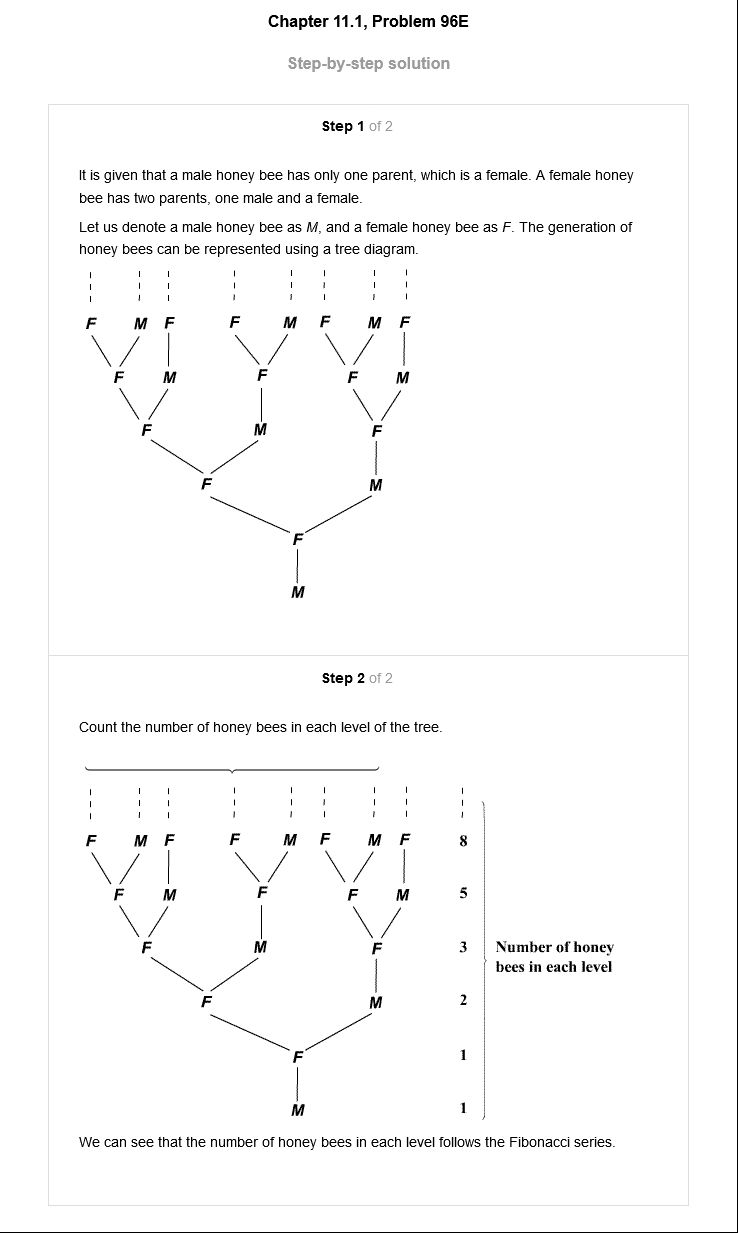 Chapter 11.1, Problem 96E
Step-by-step solution
Step 1 of 2
It is given that a male honey bee has only one parent, which is a female. A female honey
bee has two parents, one male and a female.
Let us denote a male honey bee as M, and a female honey bee as F. The generation of
honey bees can be represented using a tree diagram.
F M F F M F M F
F M F F M
F M F
F M
F
M
Step 2 of 2
Count the number of honey bees in each level of the tree.
F M F F M F M F 8
F M F F M 5
F M F 3 Number of honey
bees in each level
F M 2
F 1
M 1
We can see that the number of honey bees in each level follows the Fibonacci series.